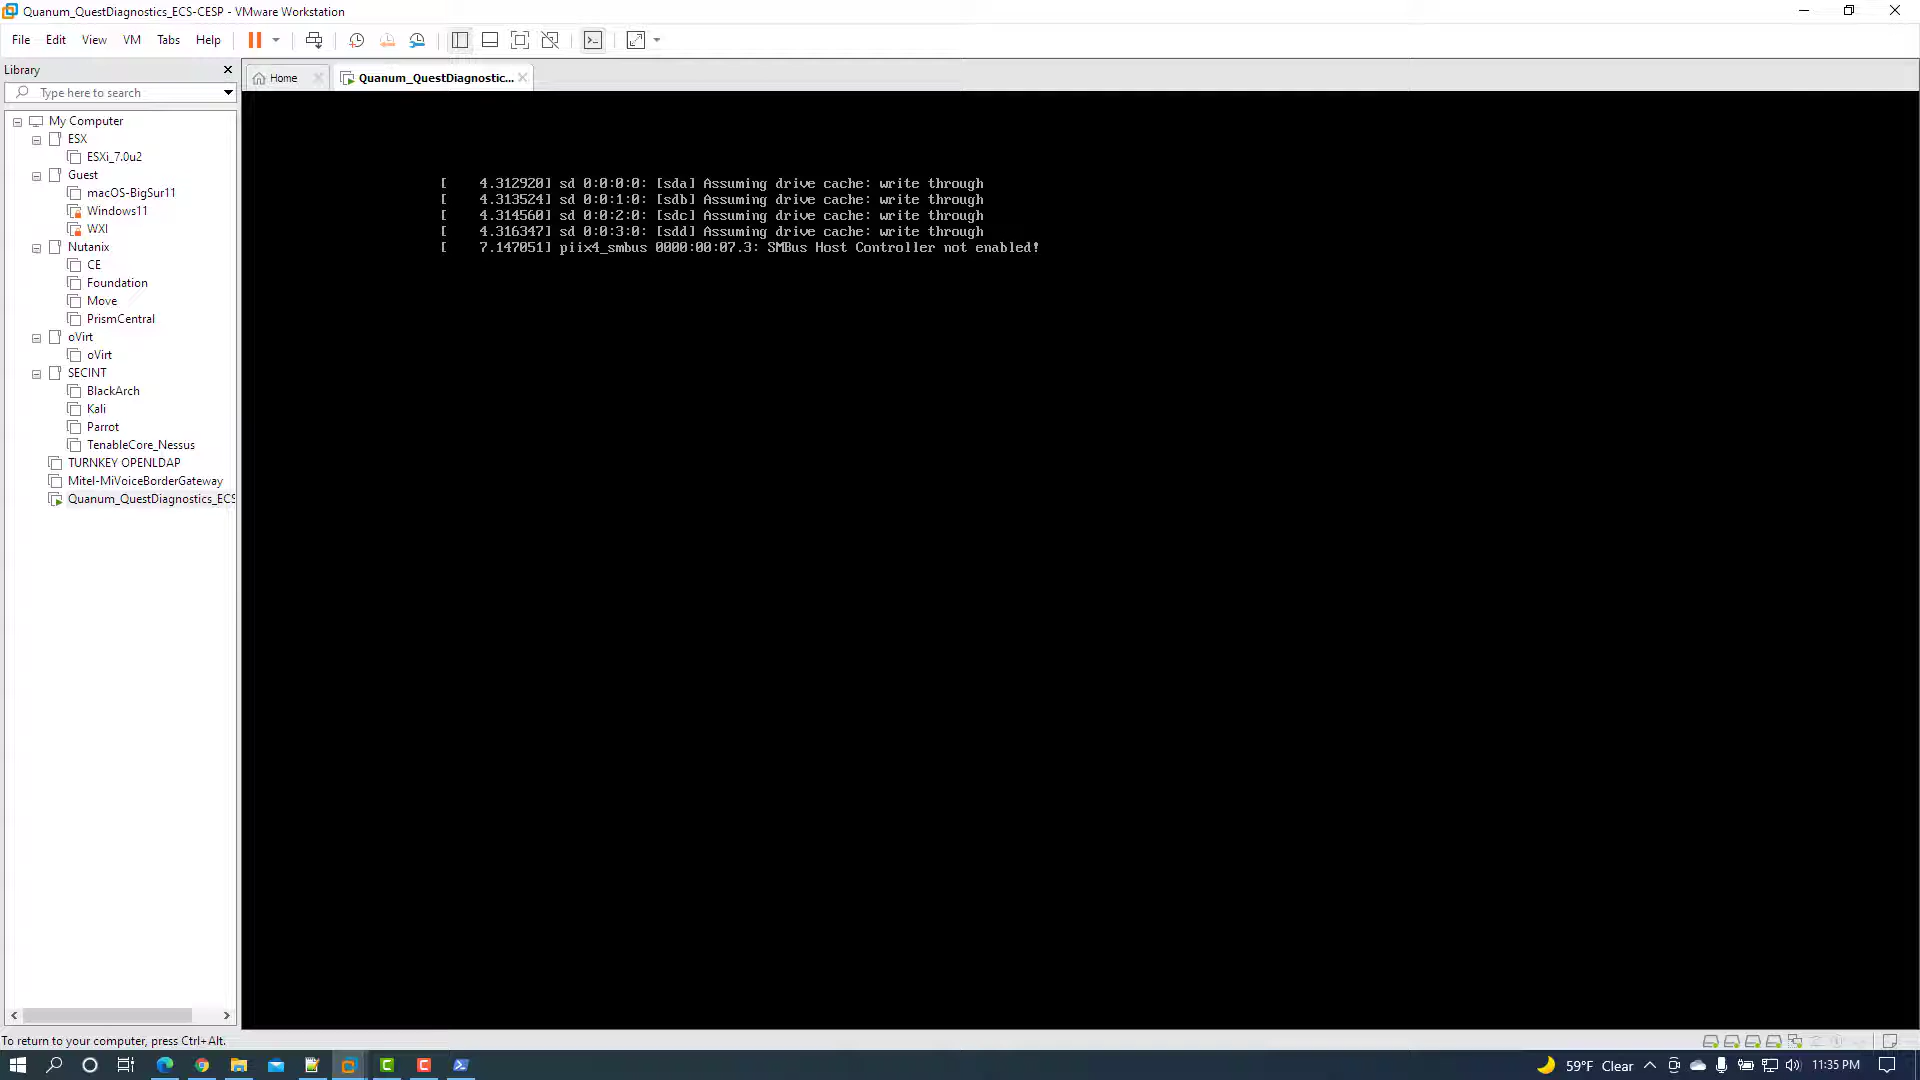 Quanum_QuestDiagnostics_ECS-CESP - VMware Workstation
File Edit View VM Tabs Help
Library
Type here to search
Home
Quanum_QuestDiagnostic...
My Computer
ESX
ESXi_7.0u2
Guest
macOS-BigSur11
Windows11
WXI
Nutanix
CE
Foundation
Move
PrismCentral
oVirt
oVirt
SECINT
BlackArch
Kali
Parrot
TenableCore_Nessus
TURNKEY OPENLDAP
Mitel-MiVoiceBorderGateway
Quanum_QuestDiagnostics_ECS
[    4.312920] sd 0:0:0:0: [sda] Assuming drive cache: write through
[    4.313524] sd 0:0:1:0: [sdb] Assuming drive cache: write through
[    4.314560] sd 0:0:2:0: [sdc] Assuming drive cache: write through
[    4.316347] sd 0:0:3:0: [sdd] Assuming drive cache: write through
[    7.147051] piix4_smbus 0000:00:07.3: SMBus Host Controller not enabled!
To return to your computer, press Ctrl+Alt.
59°F Clear
11:35 PM